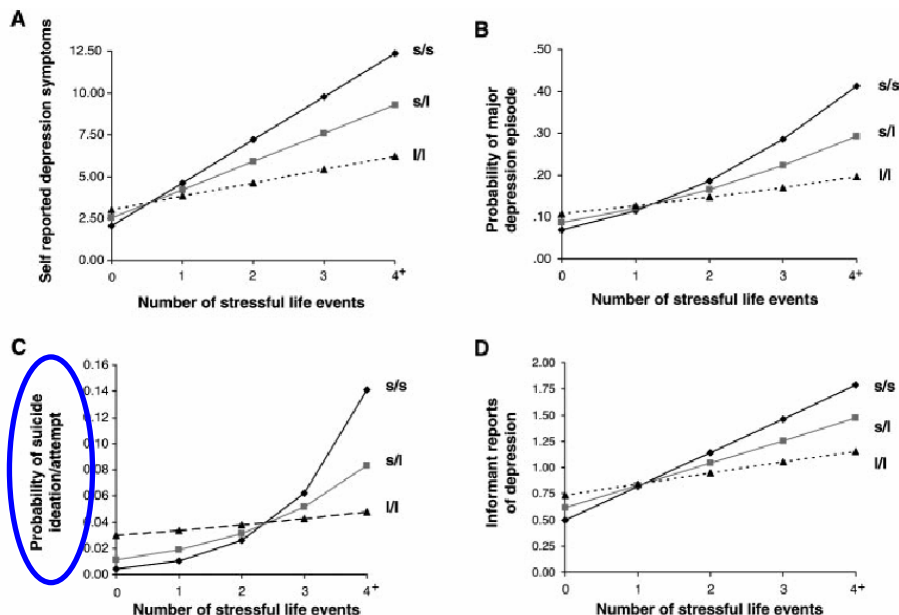 A
Self reported depression symptoms
12.50
10.00
7.50
5.00
2.50
0.00
0 1 2 3 4+
Number of stressful life events
s/s
s/l
l/l
B
Probability of major
depression episode
.50
.40
.30
.20
.10
.00
0 1 2 3 4+
Number of stressful life events
s/s
s/l
l/l
C
Probability of suicide
ideation/attempt
0.16
0.14
0.12
0.10
0.08
0.06
0.04
0.02
0.00
0 1 2 3 4+
Number of stressful life events
s/s
s/l
l/l
D
Informant reports
of depression
2.00
1.75
1.50
1.25
1.00
0.75
0.50
0.25
0.00
0 1 2 3 4+
Number of stressful life events
s/s
s/l
l/l